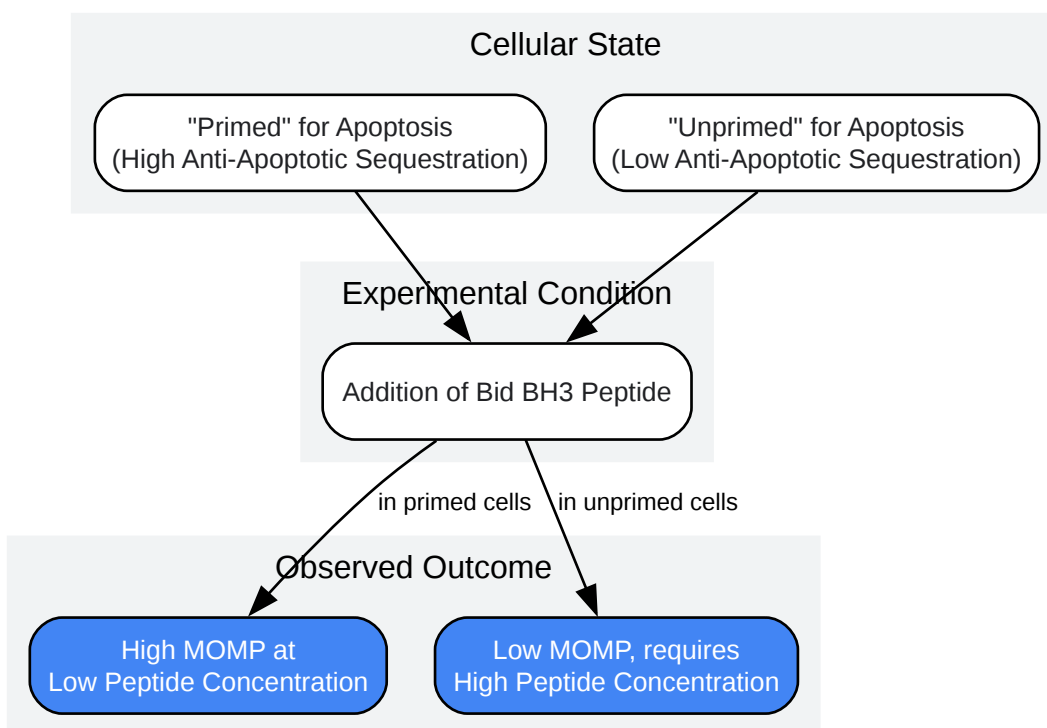 Cellular State
"Primed" for Apoptosis
(High Anti-Apoptotic Sequestration)
"Unprimed" for Apoptosis
(Low Anti-Apoptotic Sequestration)
Experimental Condition
Addition of Bid BH3 Peptide
in primed cells
in unprimed cells
Observed Outcome
High MOMP at
Low Peptide Concentration
Low MOMP, requires
High Peptide Concentration